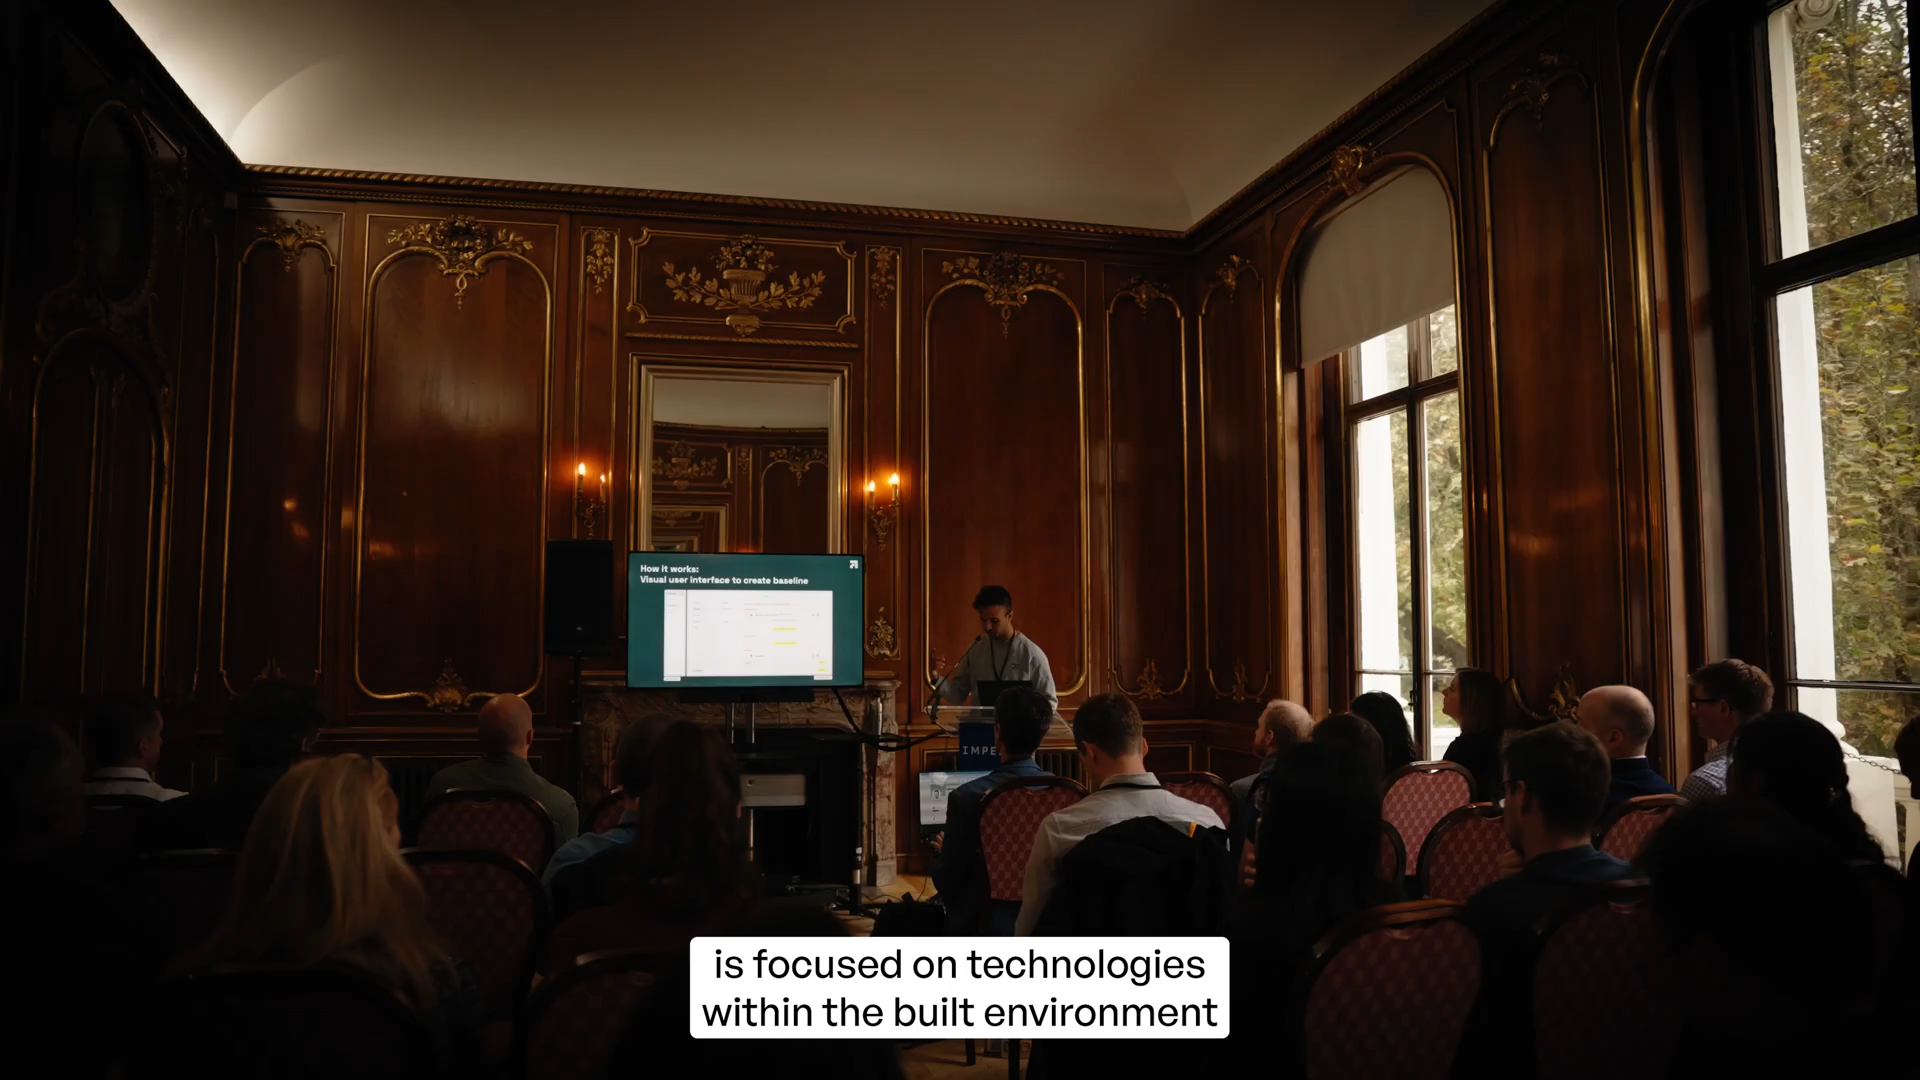 How it works:
Visual user interface to create baseline
IMPE
is focused on technologies
within the built environment